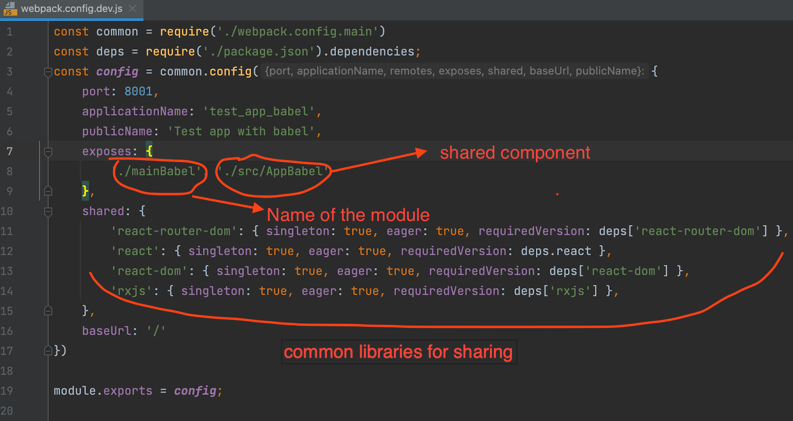 webpack.config.dev.js
1 const common = require('./webpack.config.main')
2 const deps = require('./package.json').dependencies;
3 const config = common.config( {port, applicationName, remotes, exposes, shared, baseUrl, publicName}: {
4 port: 8001,
5 applicationName: 'test_app_babel',
6 publicName: 'Test app with babel',
7 exposes: {
shared component
8 './mainBabel' './src/AppBabel'
9 },
Name of the module
10 shared: {
11 'react-router-dom': { singleton: true, eager: true, requiredVersion: deps['react-router-dom'] },
12 'react': { singleton: true, eager: true, requiredVersion: deps.react },
13 'react-dom': { singleton: true, eager: true, requiredVersion: deps['react-dom'] },
14 'rxjs': { singleton: true, eager: true, requiredVersion: deps['rxjs'] },
15 },
16 baseUrl: '/'
17 })
common libraries for sharing
18
19 module.exports = config;
20